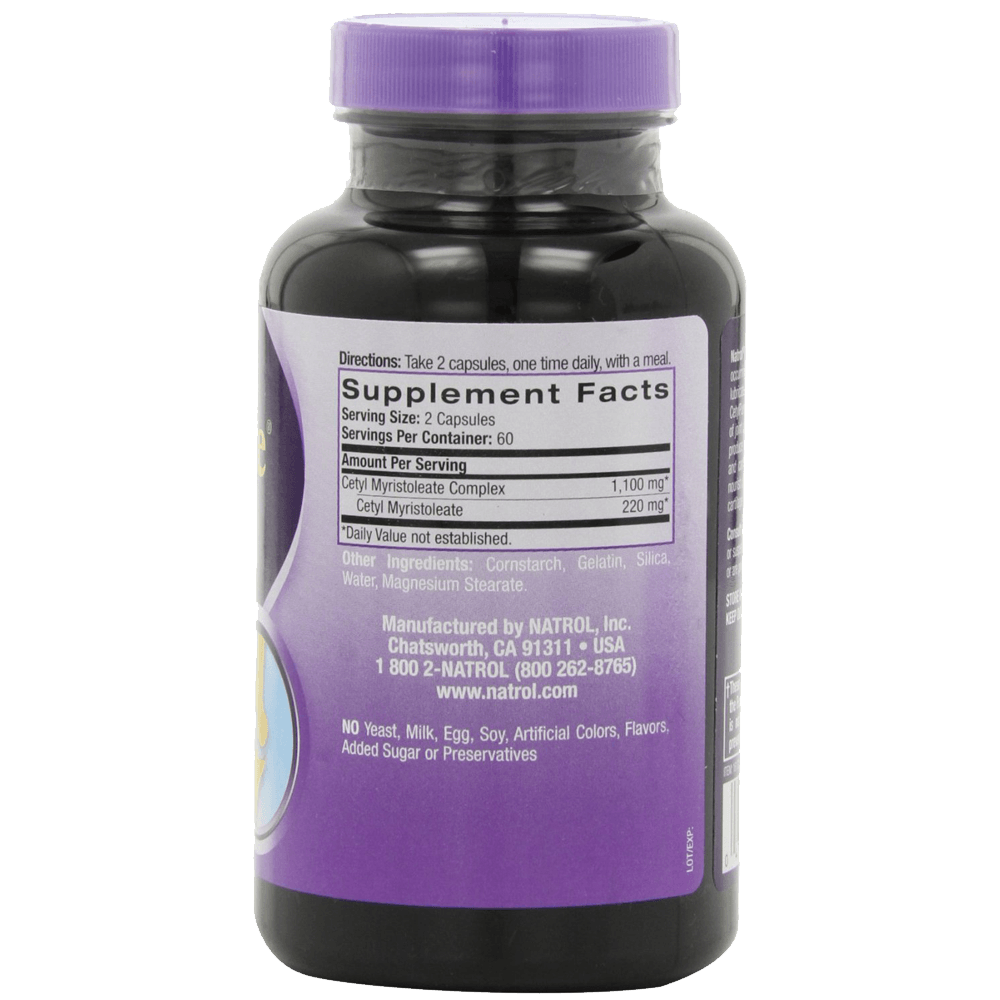 e®
Directions: Take 2 capsules, one time daily, with a meal.
Supplement Facts
Serving Size: 2 Capsules
Servings Per Container: 60
Amount Per Serving
Cetyl Myristoleate Complex 1,100 mg*
Cetyl Myristoleate 220 mg*
*Daily Value not established.
Other Ingredients: Cornstarch, Gelatin, Silica,
Water, Magnesium Stearate.
Manufactured by NATROL, Inc.
Chatsworth, CA 91311 • USA
1 800 2-NATROL (800 262-8765)
www.natrol.com
NO Yeast, Milk, Egg, Soy, Artificial Colors, Flavors,
Added Sugar or Preservatives
LOT/EXP: